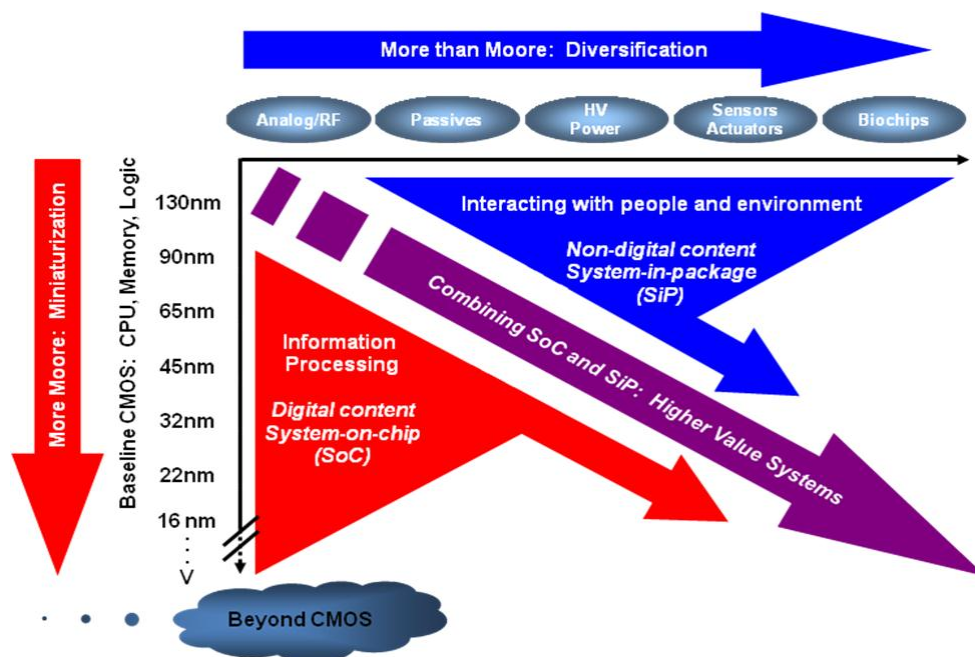 More than Moore: Diversification
Analog/RF
Passives
HV
Power
Sensors
Actuators
Biochips
More Moore: Miniaturization
Baseline CMOS: CPU, Memory, Logic
130nm
90nm
65nm
45nm
32nm
22nm
16 nm
V
Interacting with people and environment
Non-digital content
System-in-package
(SiP)
Combining SoC and SiP: Higher Value Systems
Information
Processing
Digital content
System-on-chip
(SoC)
Beyond CMOS